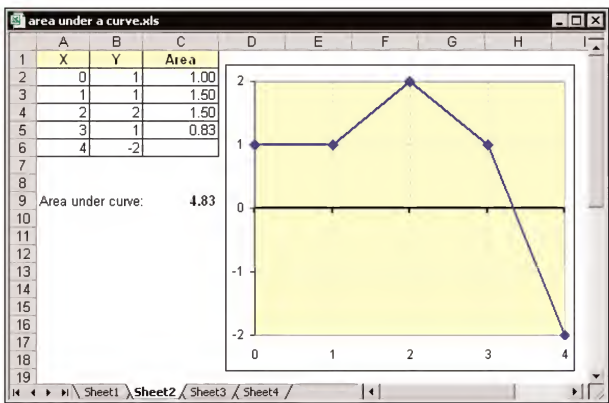 area under a curve.xls
A B C D E F G H I
1 X Y Area
2 0 1 1.00
3 1 1 1.50
4 2 2 1.50
5 3 1 0.83
6 4 -2
7
8
9 Area under curve: 4.83
10
11
12
13
14
15
16
17
18
19
2
1
0
-1
-2
0 1 2 3 4
Sheet1 Sheet2 Sheet3 Sheet4